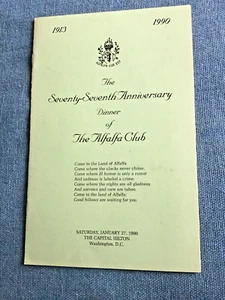 1913 1990
The
Seventy-Seventh Anniversary
Dinner
of
The Alfalfa Club
Come to the Land of Alfalfa
Come where the clocks never chime.
Come where ill humor is only a rumor
And sadness is labeled a crime.
Come where the nights are all gladness
And sorrows and care are taboo.
Come to the land of Alfalfa
Good fellows are waiting for you.
SATURDAY, JANUARY 27, 1990
THE CAPITAL HILTON
Washington, D.C.